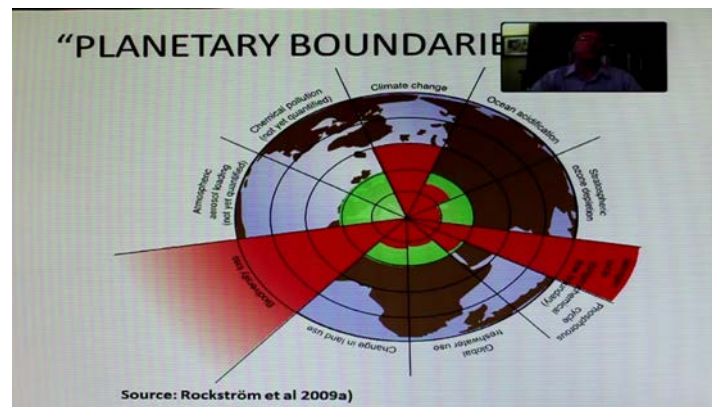 “PLANETARY BOUNDARIE
Climate change
Ocean acidification
Stratospheric
ozone depletion
Phosphorous
cycle
Global
freshwater use
Change in land use
Biodiversity loss
Atmospheric
aerosol loading
(not yet quantified)
Chemical pollution
(not yet quantified)
Source: Rockström et al 2009a)